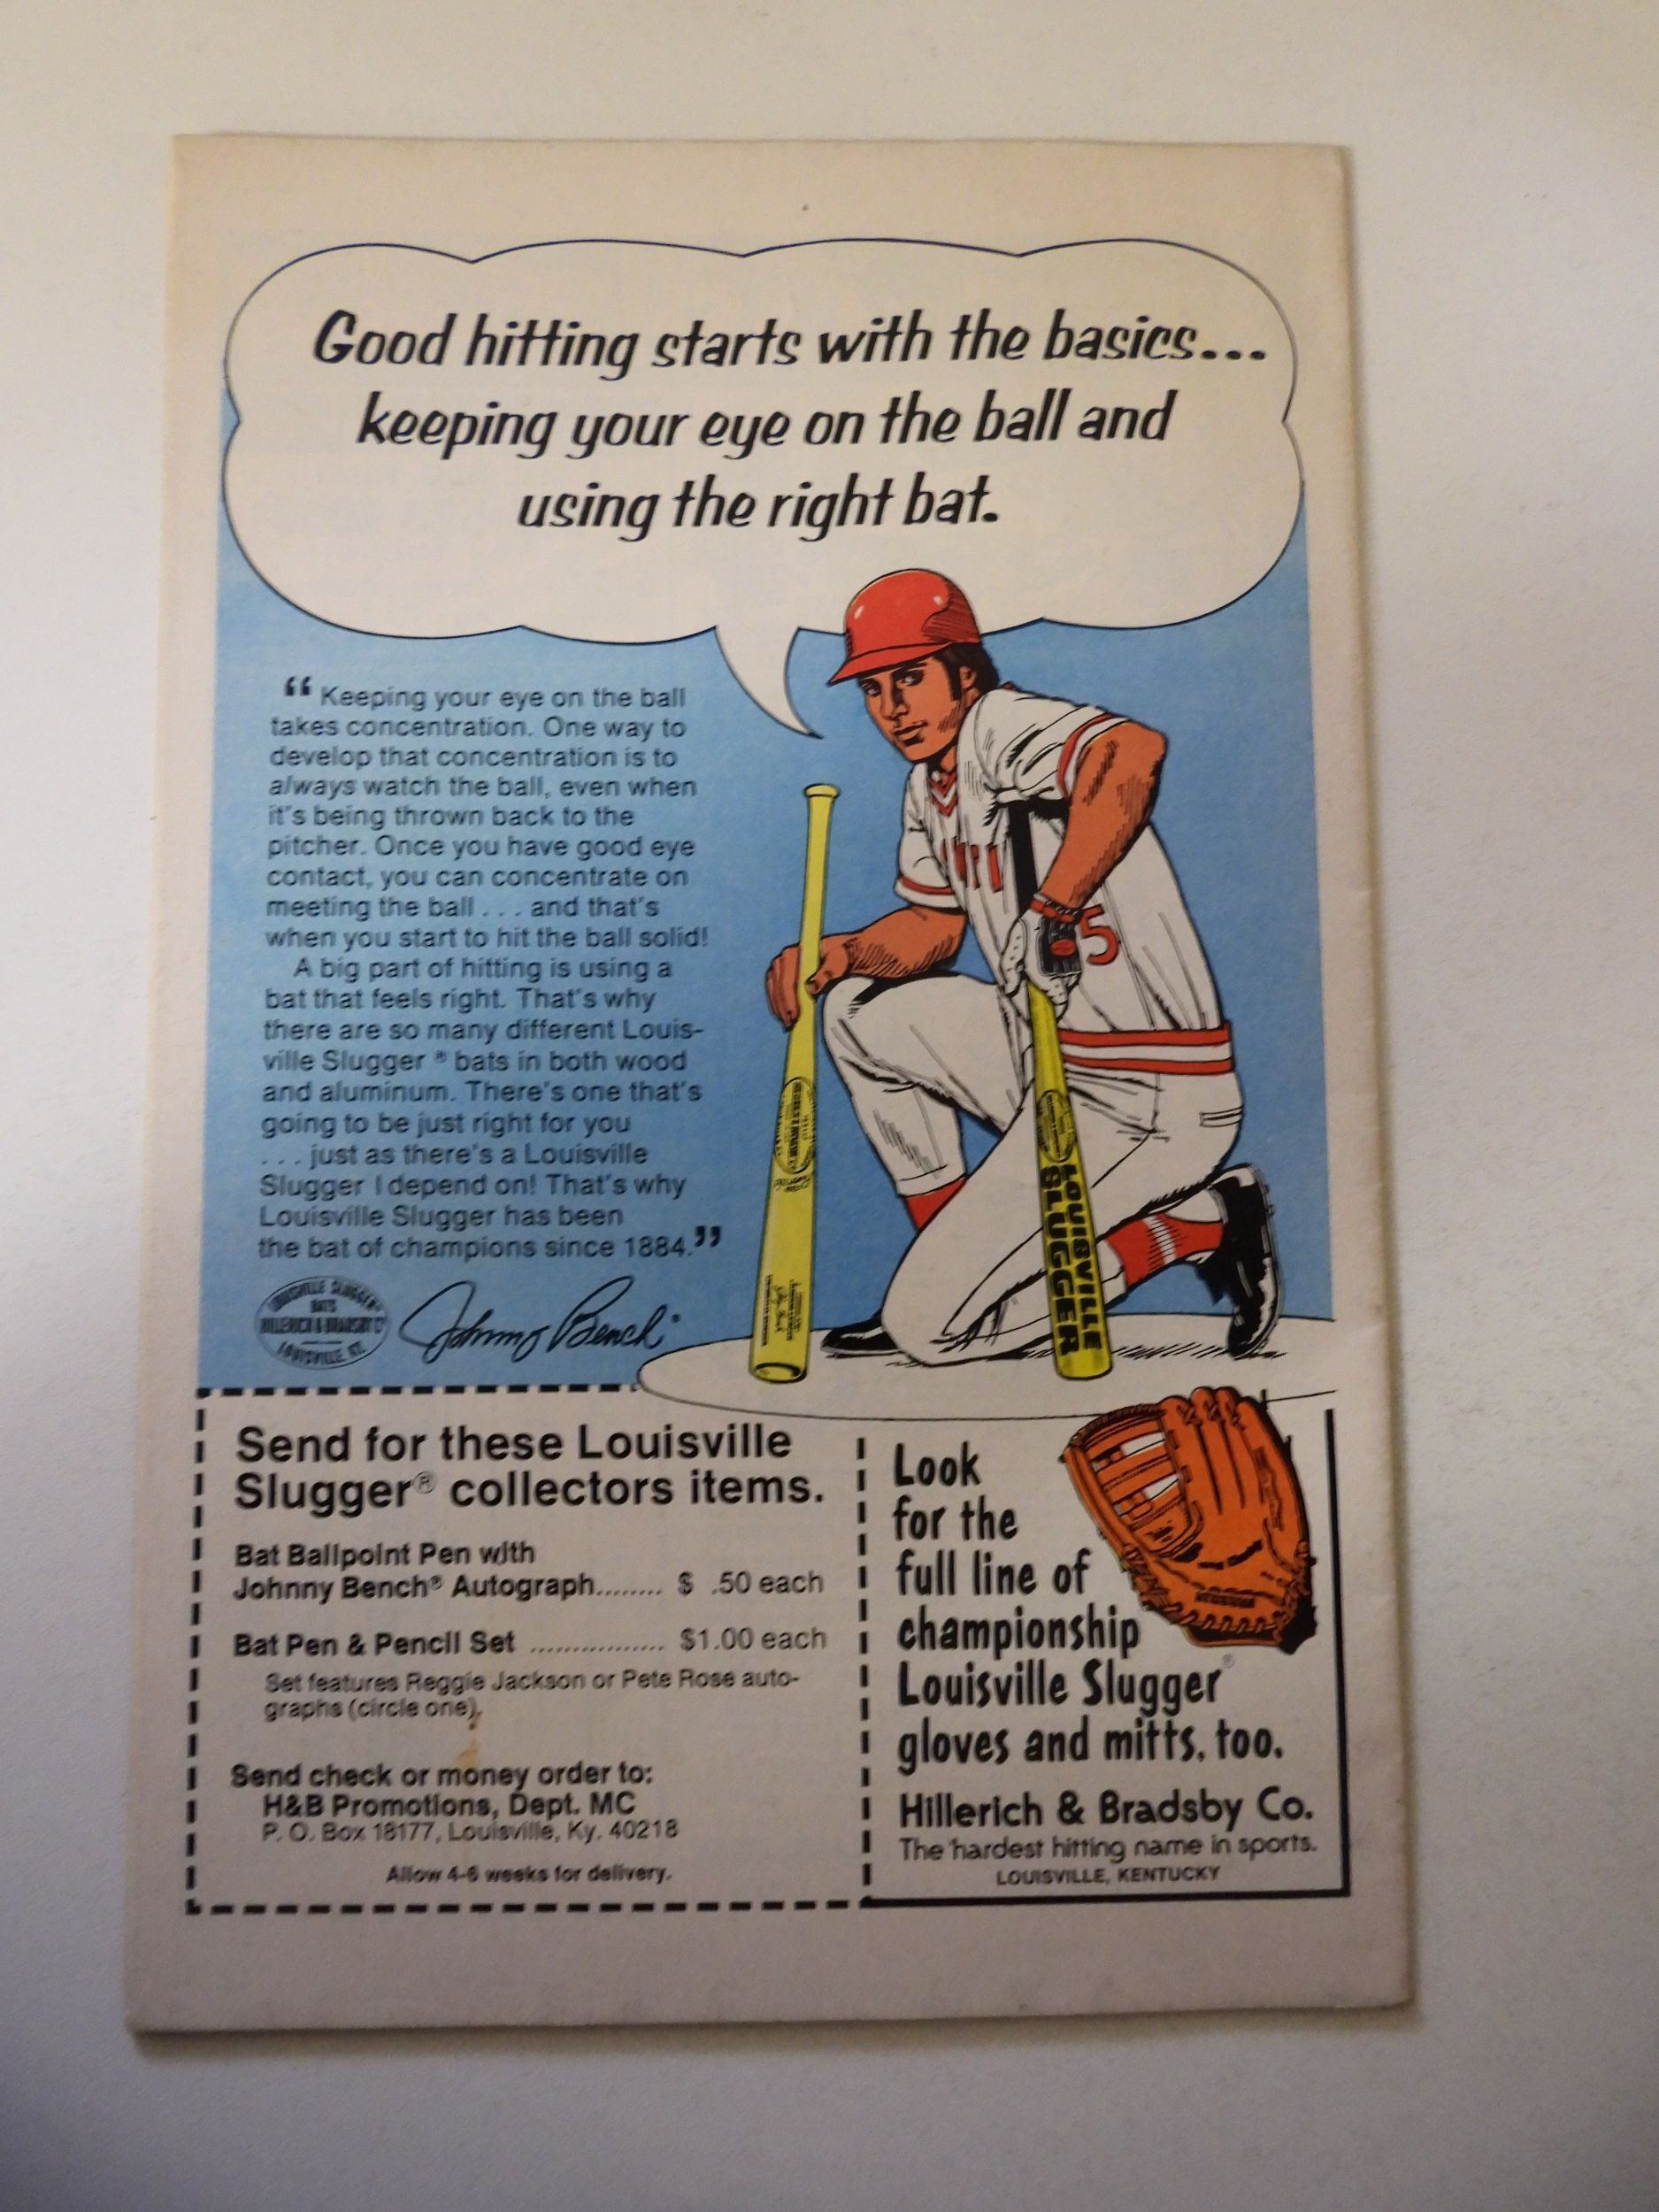 Good hitting starts with the basics...
keeping your eye on the ball and
using the right bat.
“Keeping your eye on the ball
takes concentration. One way to
develop that concentration is to
always watch the ball, even when
it's being thrown back to the
pitcher. Once you have good eye
contact, you can concentrate on
meeting the ball . . . and that's
when you start to hit the ball solid!
A big part of hitting is using a
bat that feels right. That's why
there are so many different Louis-
ville Slugger ® bats in both wood
and aluminum. There's one that's
going to be just right for you
. . . just as there's a Louisville
Slugger I depend on! That's why
Louisville Slugger has been
the bat of champions since 1884.”
LOUISVILLE SLUGGER
BATS
HILLERICH & BRADSBY Co
LOUISVILLE, KY.
Johnny Bench
5
LOUISVILLE
SLUGGER
Send for these Louisville
Slugger® collectors items.
Bat Ballpoint Pen with
Johnny Bench® Autograph........ $ .50 each
Bat Pen & Pencil Set ................ $1.00 each
Set features Reggie Jackson or Pete Rose auto-
graphs (circle one).
Send check or money order to:
H&B Promotions, Dept. MC
P. O. Box 18177, Louisville, Ky. 40218
Allow 4-6 weeks for delivery.
Look
for the
full line of
championship
Louisville Slugger®
gloves and mitts, too.
Hillerich & Bradsby Co.
The hardest hitting name in sports.
LOUISVILLE, KENTUCKY